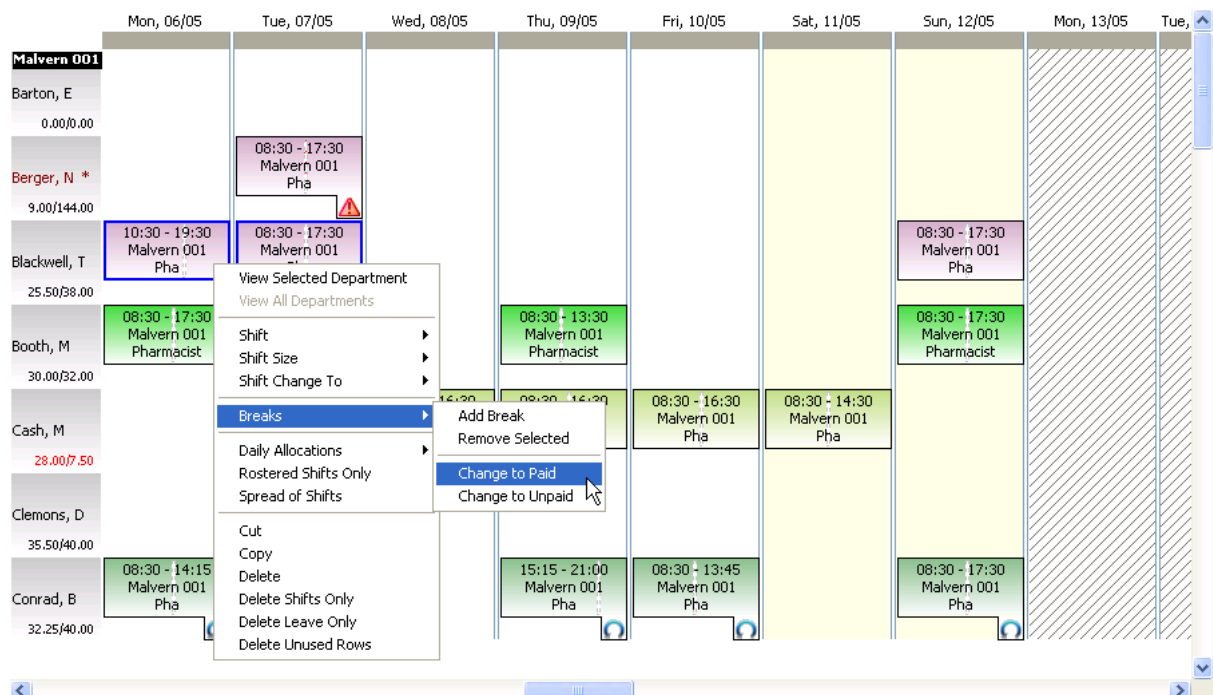 Mon, 06/05 Tue, 07/05 Wed, 08/05 Thu, 09/05 Fri, 10/05 Sat, 11/05 Sun, 12/05 Mon, 13/05 Tue,
Malvern 001
Barton, E
0.00/0.00
08:30 - 17:30
Malvern 001
Pha
Berger, N *
9.00/144.00
10:30 - 19:30 08:30 - 17:30 08:30 - 17:30
Malvern 001 Malvern 001 Malvern 001
Pha Pha
Blackwell, T
25.50/38.00
08:30 - 17:30 08:30 - 13:30 08:30 - 17:30
Malvern 001 Malvern 001 Malvern 001
Pharmacist Pharmacist Pharmacist
Booth, M
30.00/32.00
16:30 08:30 - 16:30 08:30 - 16:30 08:30 - 14:30
Malvern 001 Malvern 001
Pha Pha
Cash, M
28.00/7.50
Clemons, D
35.50/40.00
08:30 - 14:15 15:15 - 21:00 08:30 - 13:45 08:30 - 17:30
Malvern 001 Malvern 001 Malvern 001 Malvern 001
Pha Pha Pha Pha
Conrad, B
32.25/40.00
View Selected Department
View All Departments
Shift
Shift Size
Shift Change To
Breaks
Daily Allocations
Rostered Shifts Only
Spread of Shifts
Cut
Copy
Delete
Delete Shifts Only
Delete Leave Only
Delete Unused Rows
Add Break
Remove Selected
Change to Paid
Change to Unpaid